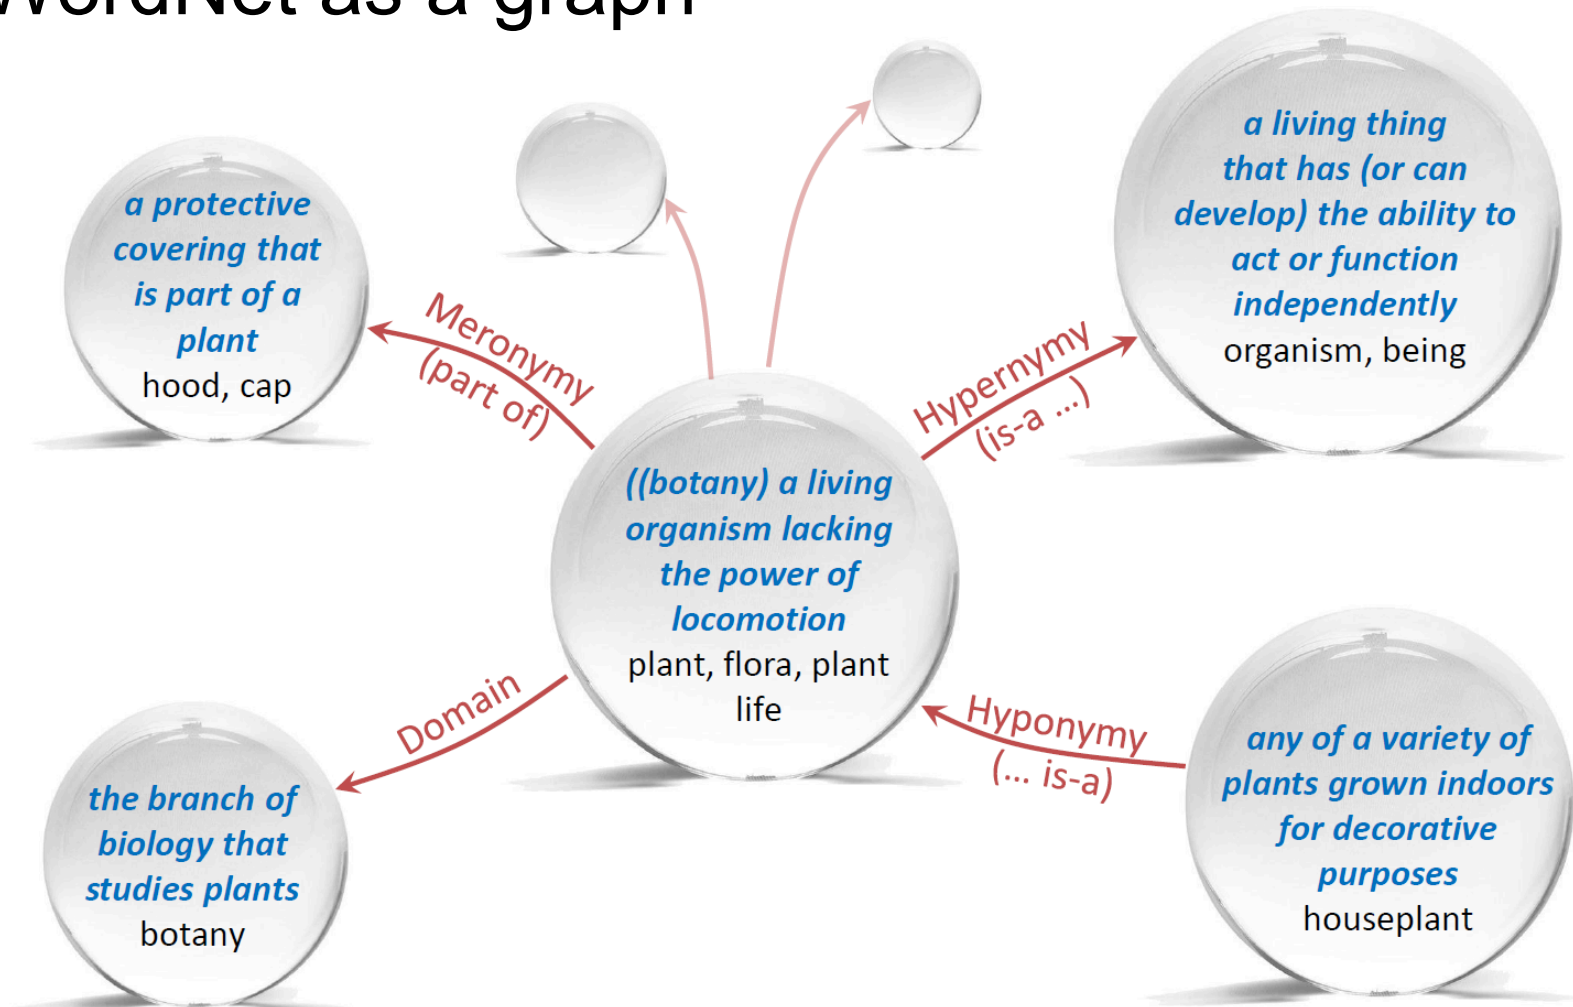 WordNet as a graph
a protective
covering that
is part of a
plant
hood, cap
Meronymy
(part of)
a living thing
that has (or can
develop) the ability to
act or function
independently
organism, being
Hypernymy
(is-a ...)
((botany) a living
organism lacking
the power of
locomotion
plant, flora, plant
life
Domain
the branch of
biology that
studies plants
botany
Hyponymy
(... is-a)
any of a variety of
plants grown indoors
for decorative
purposes
houseplant